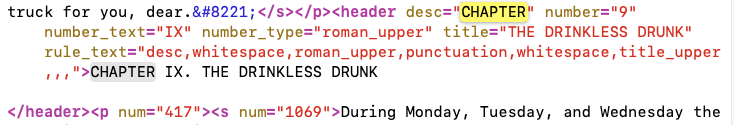 truck for you, dear.&#8221;</s></p><header desc="CHAPTER" number="9"
number_text="IX" number_type="roman_upper" title="THE DRINKLESS DRUNK"
rule_text="desc,whitespace,roman_upper,punctuation,whitespace,title_upper
,,,">CHAPTER IX. THE DRINKLESS DRUNK
</header><p num="417"><s num="1069">During Monday, Tuesday, and Wednesday the